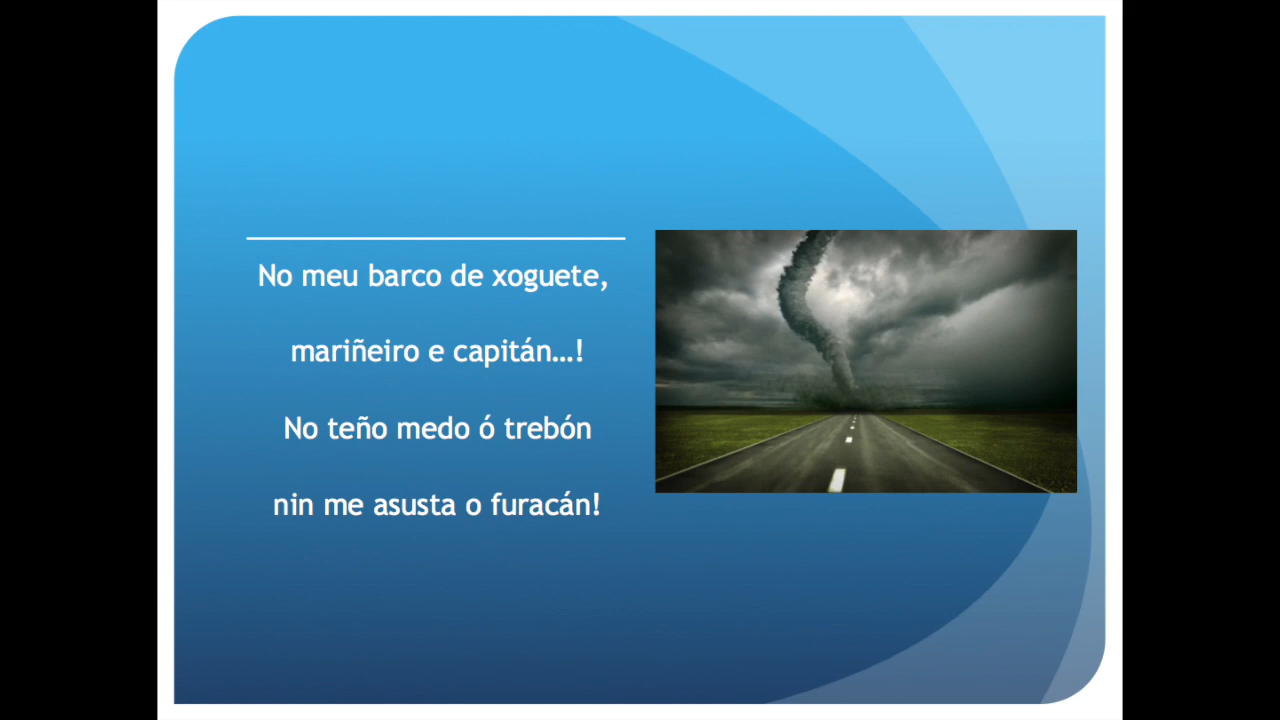 No meu barco de xoguete,
mariñeiro e capitán...!
No teño medo ó trebón
nin me asusta o furacán!